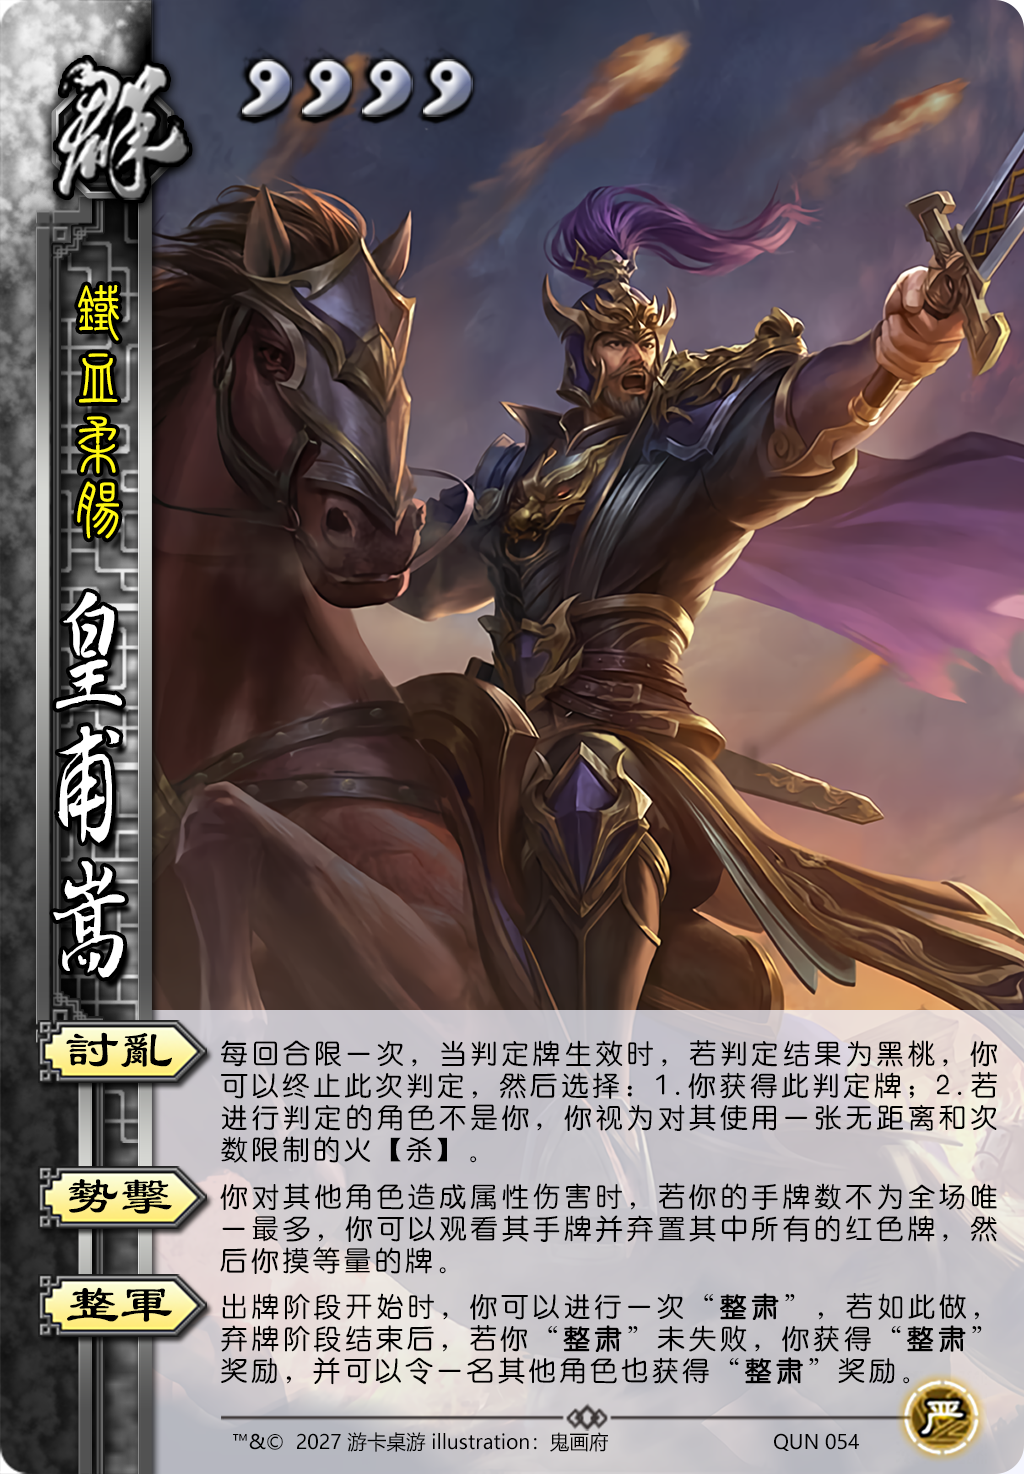 群
9999
鐵血柔腸
皇甫嵩
討亂
每回合限一次，当判定牌生效时，若判定结果为黑桃，你
可以终止此次判定，然后选择：1.你获得此判定牌；2.若
进行判定的角色不是你，你视为对其使用一张无距离和次
数限制的火【杀】。
勢擊
你对其他角色造成属性伤害时，若你的手牌数不为全场唯
一最多，你可以观看其手牌并弃置其中所有的红色牌，然
后你摸等量的牌。
整軍
出牌阶段开始时，你可以进行一次“整肃”，若如此做，
弃牌阶段结束后，若你“整肃”未失败，你获得“整肃”
奖励，并可以令一名其他角色也获得“整肃”奖励。
™&© 2027 游卡桌游 illustration：鬼画府
QUN 054
严